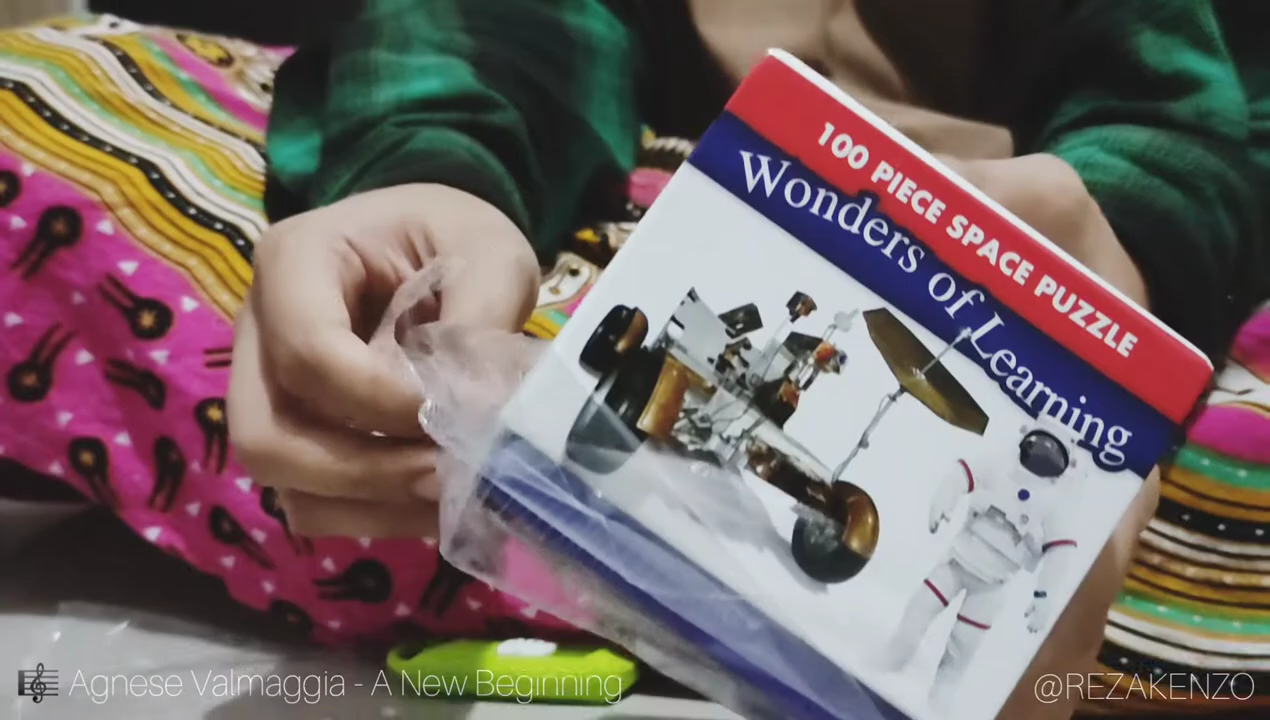 100 PIECE SPACE PUZZLE
Wonders of Learning
Agnese Valmaggia - A New Beginning
@REZAKENZO